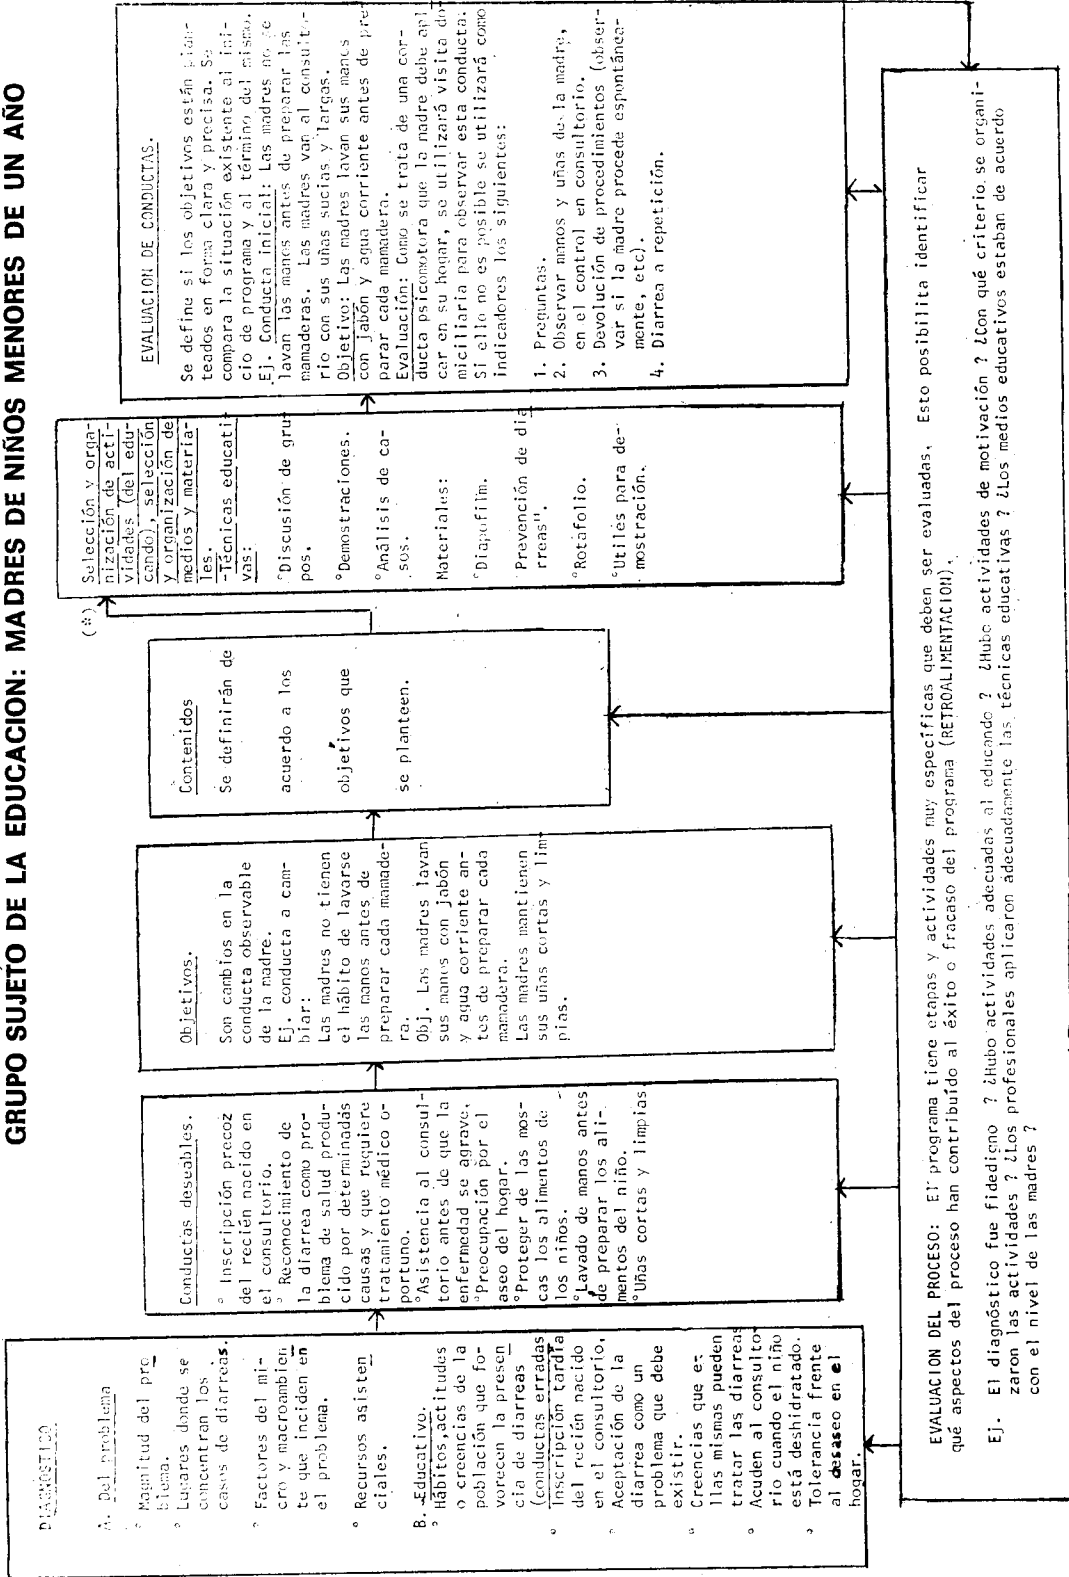 GRUPO SUJETO DE LA EDUCACION: MADRES DE NIÑOS MENORES DE UN AÑO
DIAGNOSTICO.
A. Del problema
° Magnitud del pro
blema.
° Lugares donde se
concentran los
casos de diarreas.
° Factores del mi-
cro y macroambien
te que inciden en
el problema.
° Recursos asisten
ciales.
B. Educativo.
° Hábitos, actitudes
o creencias de la
población que fo-
vorecen la presen
cia de diarreas
(conductas erradas
° Inscripción tardía
del recién nacido
en el consultorio,
° Aceptación de la
diarrea como un
problema que debe
existir.
° Creencias que e-
llas mismas pueden
tratar las diarreas
° Acuden al consulto-
rio cuando el niño
está deshidratado.
° Tolerancia frente
al desaseo en el
hogar.
Conductas deseables.
° Inscripción precoz
del recién nacido en
el consultorio.
° Reconocimiento de
la diarrea como pro-
blema de salud produ-
cido por determinadas
causas y que requiere
tratamiento médico o-
portuno.
°Asistencia al consul-
torio antes de que la
enfermedad se agrave.
°Preocupación por el
aseo del hogar.
°Proteger de las mos-
cas los alimentos de
los niños.
°Lavado de manos antes
de preparar los ali-
mentos del niño.
°Uñas cortas y limpias
Objetivos.
Son cambios en la
conducta observable
de la madre.
Ej. conducta a cam-
biar:
Las madres no tienen
el hábito de lavarse
las manos antes de
preparar cada mamade-
ra.
Obj. Las madres lavan
sus manos con jabón
y agua corriente an-
tes de preparar cada
mamadera.
Las madres mantienen
sus uñas cortas y lim
pias.
Contenidos
Se definirán de
acuerdo a los
objetivos que
se planteen.
(*)
Selección y orga-
nización de acti-
vidades (del edu-
cando), selección
y organización de
medios y materia-
les.
-Técnicas educati-
vas:
°Discusión de gru-
pos.
°Demostraciones.
°Análisis de ca-
sos.
Materiales:
°Diapofilm.
Prevención de dia
rreas".
°Rotafolio.
°Utiles para de-
mostración.
EVALUACION DE CONDUCTAS.
Se define si los objetivos están plan-
teados en forma clara y precisa. Se
compara la situación existente al ini-
cio de programa y al término del mismo.
Ej. Conducta inicial: Las madres no se
lavan las manos antes de preparar las
mamaderas. Las madres van al consulto-
rio con sus uñas sucias y largas.
Objetivo: Las madres lavan sus manos
con jabón y agua corriente antes de pre
parar cada mamadera.
Evaluación: Como se trata de una con-
ducta psicomotora que la madre debe apli
car en su hogar, se utilizará visita do-
miciliaria para observar esta conducta.
Si ello no es posible se utilizará como
indicadores los siguientes:
1. Preguntas.
2. Observar manos y uñas de la madre,
en el control en consultorio.
3. Devolución de procedimientos (obser-
var si la madre procede espontánea-
mente, etc).
4. Diarrea a repetición.
EVALUACION DEL PROCESO: El programa tiene etapas y actividades muy específicas que deben ser evaluadas. Esto posibilita identificar
qué aspectos del proceso han contribuído al éxito o fracaso del programa (RETROALIMENTACION).
Ej. El diagnóstico fue fidedigno ? ¿Hubo actividades adecuadas al educando ? ¿Hubo actividades de motivación ? ¿Con qué criterio se organi-
zaron las actividades ? ¿Los profesionales aplicaron adecuadamente las técnicas educativas ? ¿Los medios educativos estaban de acuerdo
con el nivel de las madres ?